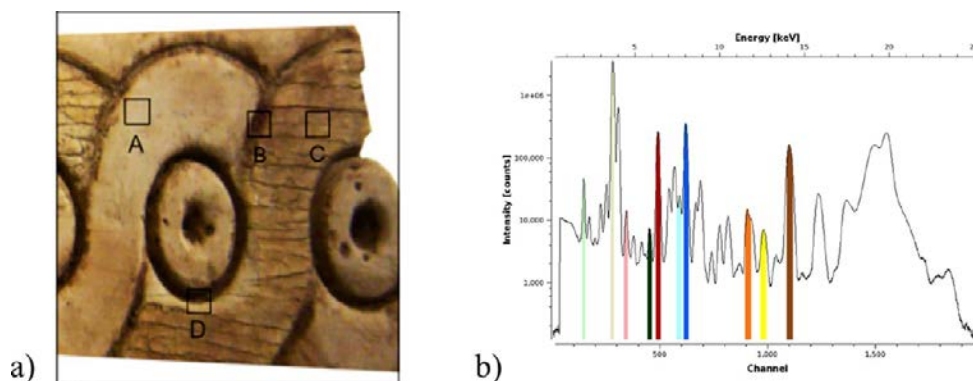 A
B
C
D
a)
b)
Energy [keV]
5 10 15 20
Intensity [counts]
1e+06
100,000
10,000
1,000
500 1,000 1,500
Channel